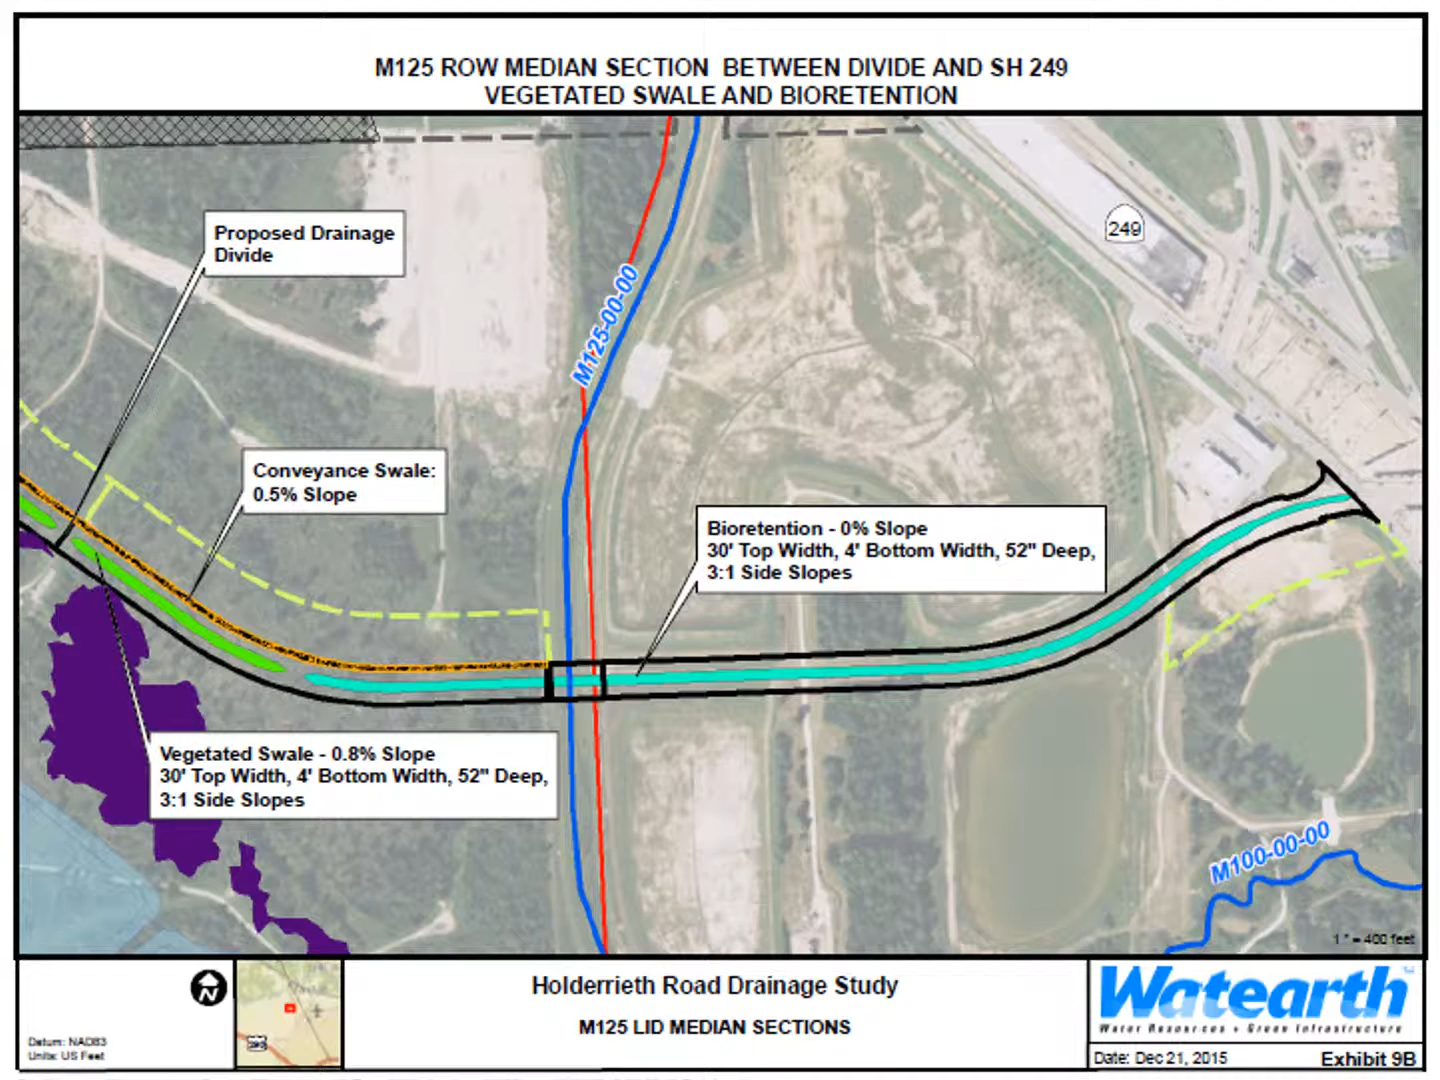 M125 ROW MEDIAN SECTION BETWEEN DIVIDE AND SH 249
VEGETATED SWALE AND BIORETENTION
249
Proposed Drainage
Divide
M125-00-00
Conveyance Swale:
0.5% Slope
Bioretention - 0% Slope
30' Top Width, 4' Bottom Width, 52" Deep,
3:1 Side Slopes
Vegetated Swale - 0.8% Slope
30' Top Width, 4' Bottom Width, 52" Deep,
3:1 Side Slopes
M100-00-00
1 " = 400 feet
N
Datum: NAD83
Units: US Feet
Holderrieth Road Drainage Study
M125 LID MEDIAN SECTIONS
Watearth
Water Resources + Green Infrastructure
Date: Dec 21, 2015
Exhibit 9B